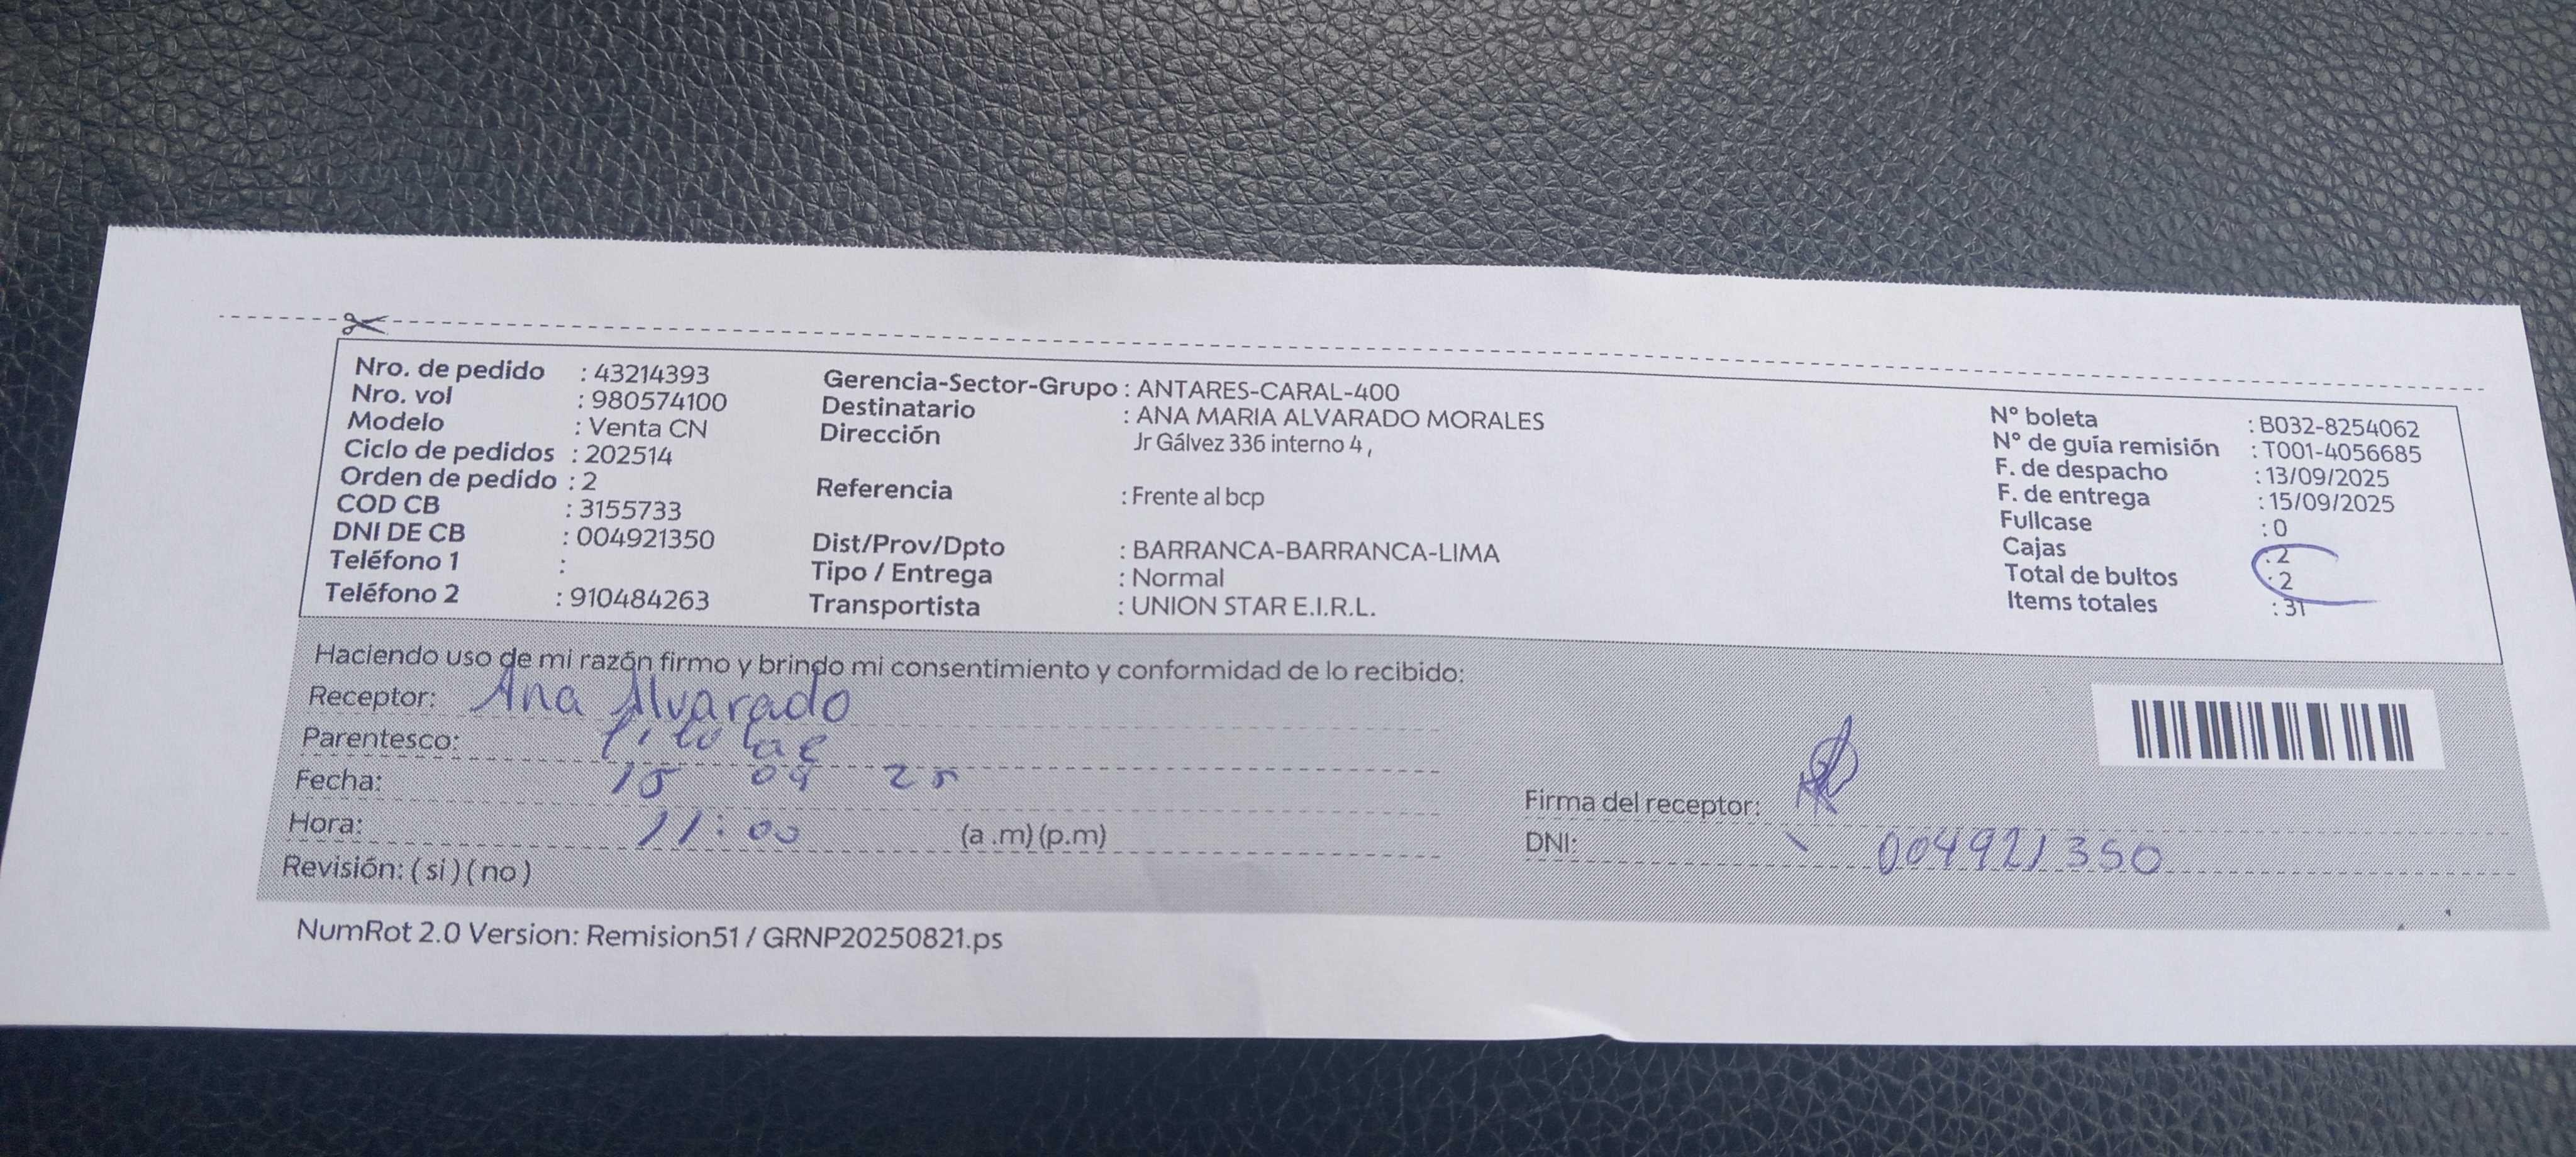 Nro. de pedido : 43214393
Nro. vol : 980574100
Modelo : Venta CN
Ciclo de pedidos : 202514
Orden de pedido : 2
COD CB : 3155733
DNI DE CB : 004921350
Teléfono 1 :
Teléfono 2 : 910484263
Gerencia-Sector-Grupo : ANTARES-CARAL-400
Destinatario : ANA MARIA ALVARADO MORALES
Dirección Jr Gálvez 336 interno 4,
Referencia : Frente al bcp
Dist/Prov/Dpto : BARRANCA-BARRANCA-LIMA
Tipo / Entrega : Normal
Transportista : UNION STAR E.I.R.L.
N° boleta : B032-8254062
N° de guía remisión : T001-4056685
F. de despacho : 13/09/2025
F. de entrega : 15/09/2025
Fullcase : 0
Cajas : 2
Total de bultos : 2
Items totales : 31
Haciendo uso de mi razón firmo y brindo mi consentimiento y conformidad de lo recibido:
Receptor: Ana Alvarado
Parentesco: titular
Fecha: 15 09 25
Hora: 11:00 (a .m) (p.m)
Revisión: ( si ) ( no )
Firma del receptor:
DNI: 004921350
NumRot 2.0 Version: Remision51 / GRNP20250821.ps